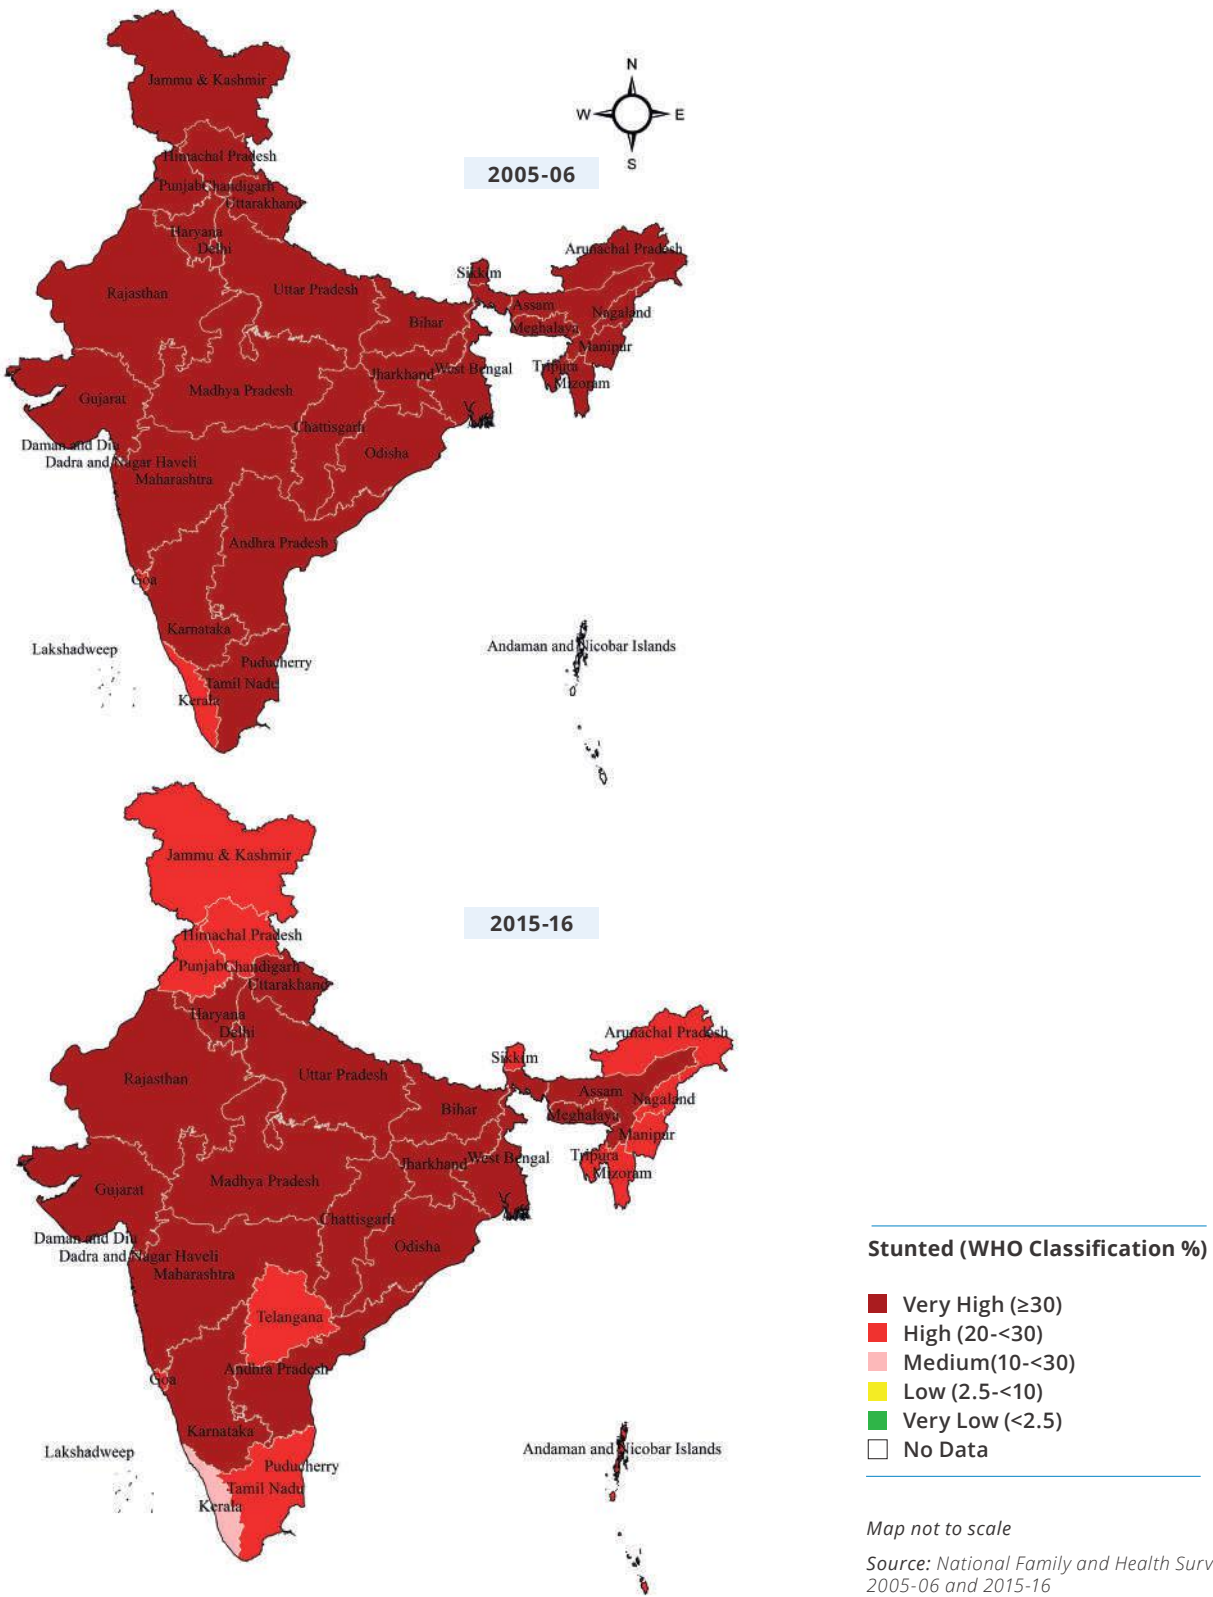 N
W
E
S
2005-06
Jammu & Kashmir
Himachal Pradesh
Punjab
Chandigarh
Uttarakhand
Haryana
Delhi
Arunachal Pradesh
Sikkim
Rajasthan
Uttar Pradesh
Assam
Nagaland
Bihar
Meghalaya
Manipur
Jharkhand
West Bengal
Tripura
Mizoram
Gujarat
Madhya Pradesh
Chattisgarh
Daman and Diu
Odisha
Dadra and Nagar Haveli
Maharashtra
Andhra Pradesh
Goa
Karnataka
Lakshadweep
Andaman and Nicobar Islands
Puducherry
Tamil Nadu
Kerala
2015-16
Jammu & Kashmir
Himachal Pradesh
Punjab
Chandigarh
Uttarakhand
Haryana
Delhi
Arunachal Pradesh
Sikkim
Rajasthan
Uttar Pradesh
Assam
Nagaland
Bihar
Meghalaya
Manipur
Jharkhand
West Bengal
Tripura
Mizoram
Gujarat
Madhya Pradesh
Chattisgarh
Daman and Diu
Odisha
Dadra and Nagar Haveli
Maharashtra
Telangana
Andhra Pradesh
Goa
Karnataka
Lakshadweep
Andaman and Nicobar Islands
Puducherry
Tamil Nadu
Kerala
Stunted (WHO Classification %)
Very High (≥30)
High (20-<30)
Medium(10-<30)
Low (2.5-<10)
Very Low (<2.5)
No Data
Map not to scale
Source: National Family and Health Surv
2005-06 and 2015-16